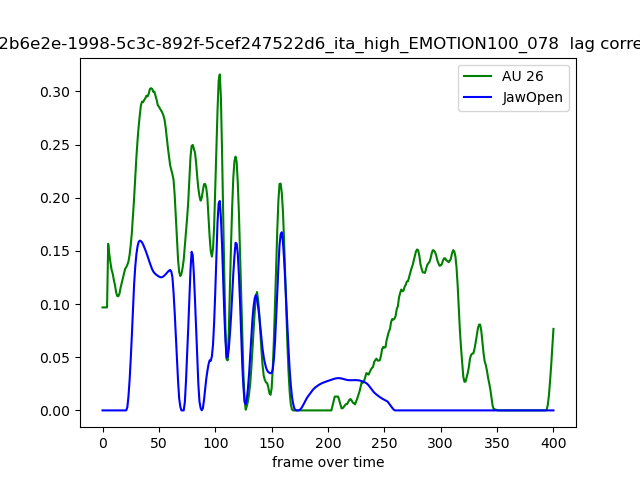 2b6e2e-1998-5c3c-892f-5cef247522d6_ita_high_EMOTION100_078 lag corre
AU 26
JawOpen
0.30
0.25
0.20
0.15
0.10
0.05
0.00
0 50 100 150 200 250 300 350 400
frame over time